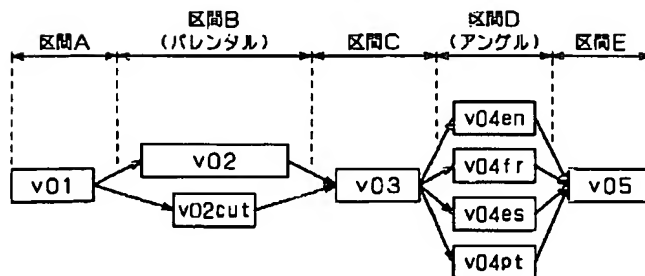 区間A
区間B
(パレンタル)
区間C
区間D
(アングル)
区間E
v01
v02
v02cut
v03
v04en
v04fr
v04es
v04pt
v05